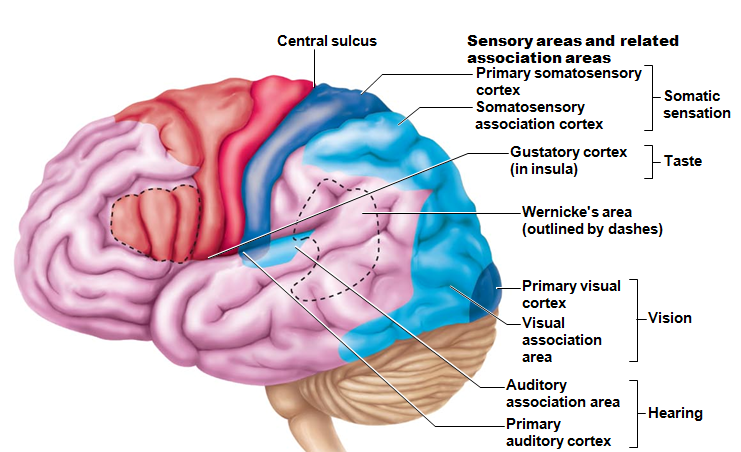 Central sulcus
Sensory areas and related
association areas
Primary somatosensory
cortex
Somatosensory
association cortex
Somatic
sensation
Gustatory cortex
(in insula)
Taste
Wernicke's area
(outlined by dashes)
Primary visual
cortex
Visual
association
area
Vision
Auditory
association area
Primary
auditory cortex
Hearing